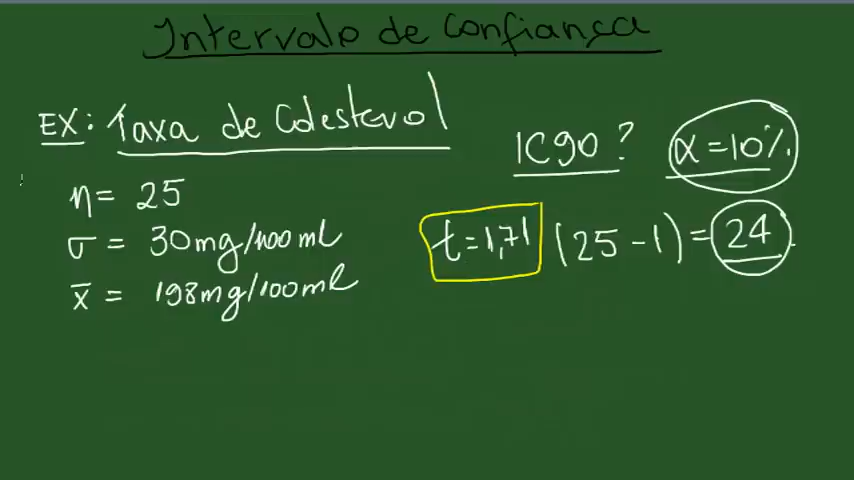 Intervalo de Confiança
EX: Taxa de Colesterol
IC90? α=10%
η= 25
t=1,71 (25-1)=24
σ = 30mg/100ml
x̄ = 198mg/100ml